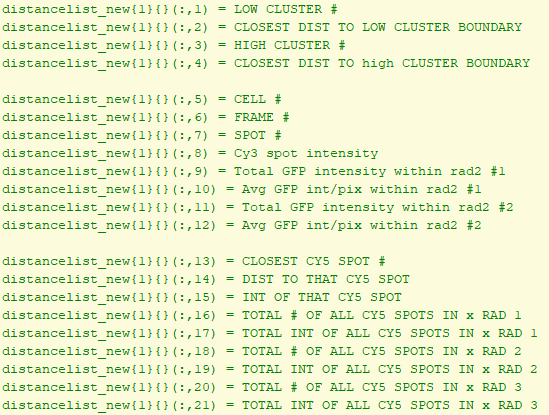 distancelist_new{1}{}(:,1) = LOW CLUSTER #
distancelist_new{1}{}(:,2) = CLOSEST DIST TO LOW CLUSTER BOUNDARY
distancelist_new{1}{}(:,3) = HIGH CLUSTER #
distancelist_new{1}{}(:,4) = CLOSEST DIST TO high CLUSTER BOUNDARY
distancelist_new{1}{}(:,5) = CELL #
distancelist_new{1}{}(:,6) = FRAME #
distancelist_new{1}{}(:,7) = SPOT #
distancelist_new{1}{}(:,8) = Cy3 spot intensity
distancelist_new{1}{}(:,9) = Total GFP intensity within rad2 #1
distancelist_new{1}{}(:,10) = Avg GFP int/pix within rad2 #1
distancelist_new{1}{}(:,11) = Total GFP intensity within rad2 #2
distancelist_new{1}{}(:,12) = Avg GFP int/pix within rad2 #2
distancelist_new{1}{}(:,13) = CLOSEST CY5 SPOT #
distancelist_new{1}{}(:,14) = DIST TO THAT CY5 SPOT
distancelist_new{1}{}(:,15) = INT OF THAT CY5 SPOT
distancelist_new{1}{}(:,16) = TOTAL # OF ALL CY5 SPOTS IN x RAD 1
distancelist_new{1}{}(:,17) = TOTAL INT OF ALL CY5 SPOTS IN x RAD 1
distancelist_new{1}{}(:,18) = TOTAL # OF ALL CY5 SPOTS IN x RAD 2
distancelist_new{1}{}(:,19) = TOTAL INT OF ALL CY5 SPOTS IN x RAD 2
distancelist_new{1}{}(:,20) = TOTAL # OF ALL CY5 SPOTS IN x RAD 3
distancelist_new{1}{}(:,21) = TOTAL INT OF ALL CY5 SPOTS IN x RAD 3